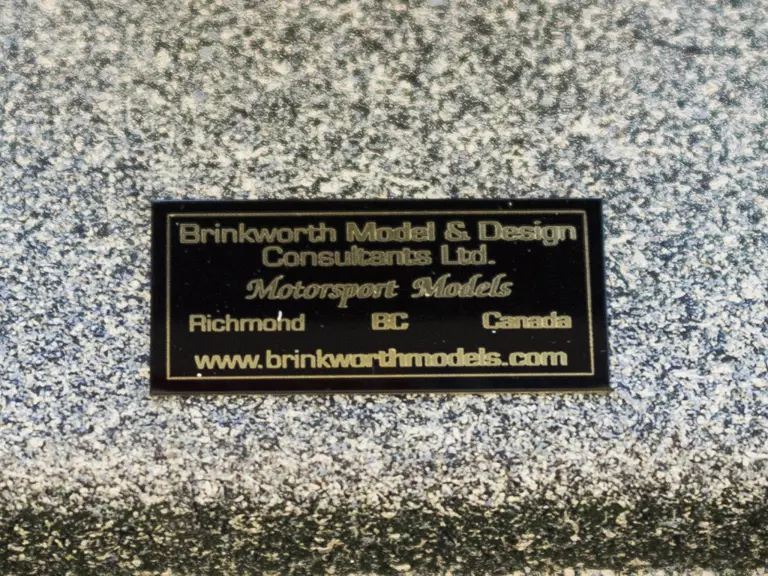 Brinkworth Model & Design
Consultants Ltd.
Motorsport Models
Richmond BC Canada
www.brinkworthmodels.com